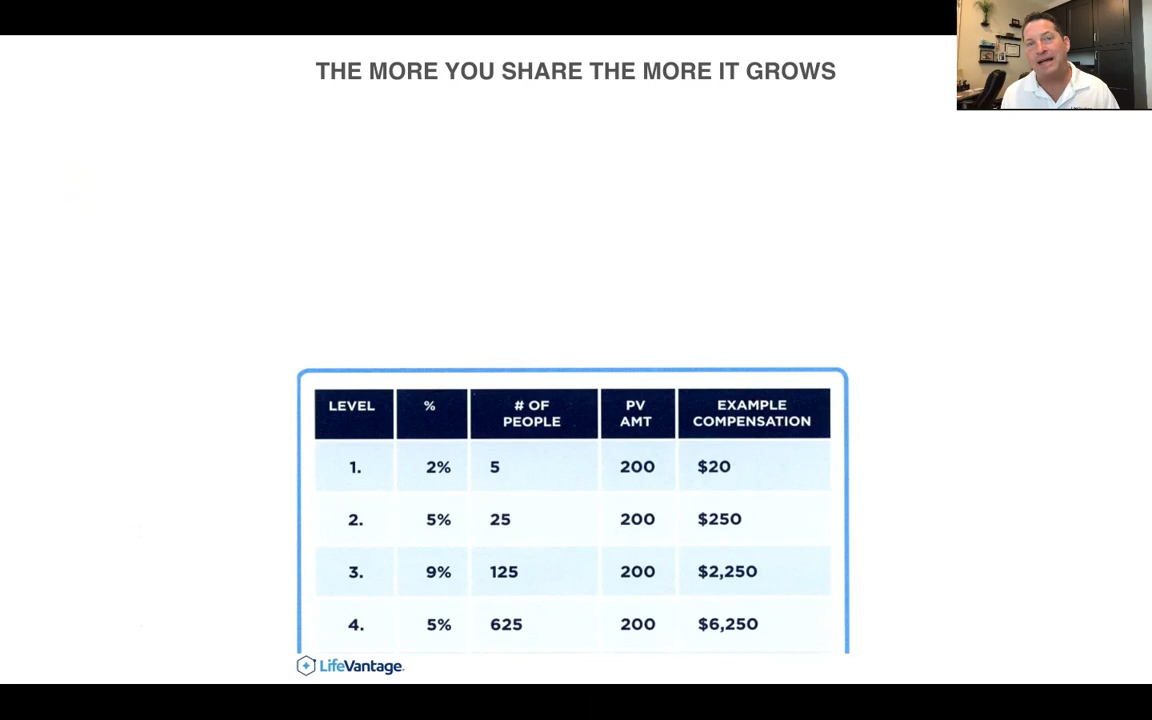 THE MORE YOU SHARE THE MORE IT GROWS
LEVEL % # OF PEOPLE PV AMT EXAMPLE COMPENSATION
1. 2% 5 200 $20
2. 5% 25 200 $250
3. 9% 125 200 $2,250
4. 5% 625 200 $6,250
LifeVantage.